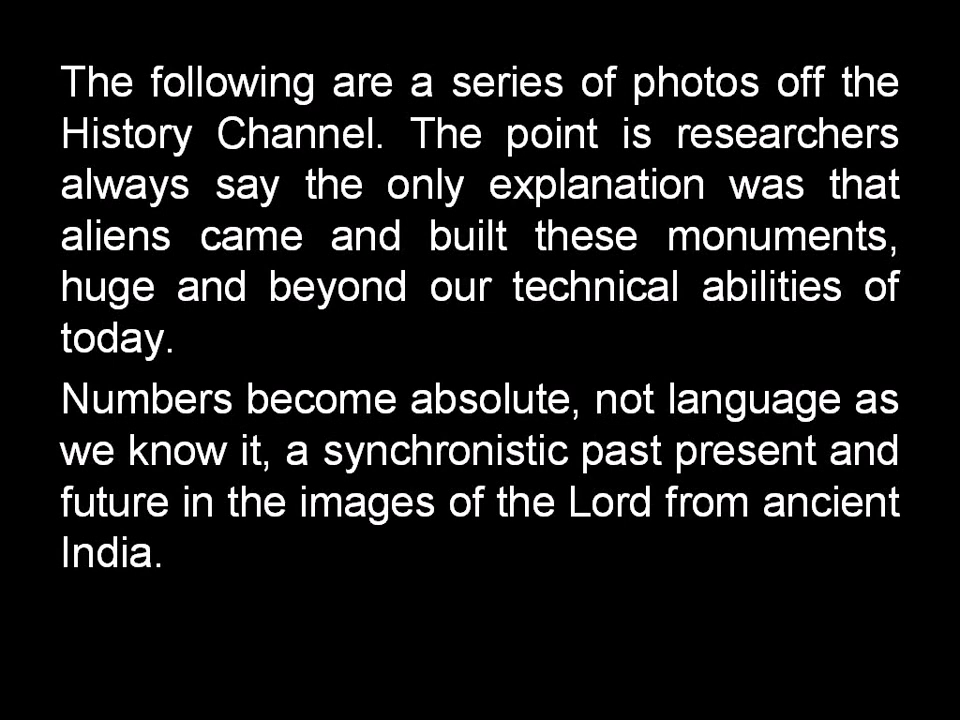 The following are a series of photos off the
History Channel. The point is researchers
always say the only explanation was that
aliens came and built these monuments,
huge and beyond our technical abilities of
today.
Numbers become absolute, not language as
we know it, a synchronistic past present and
future in the images of the Lord from ancient
India.